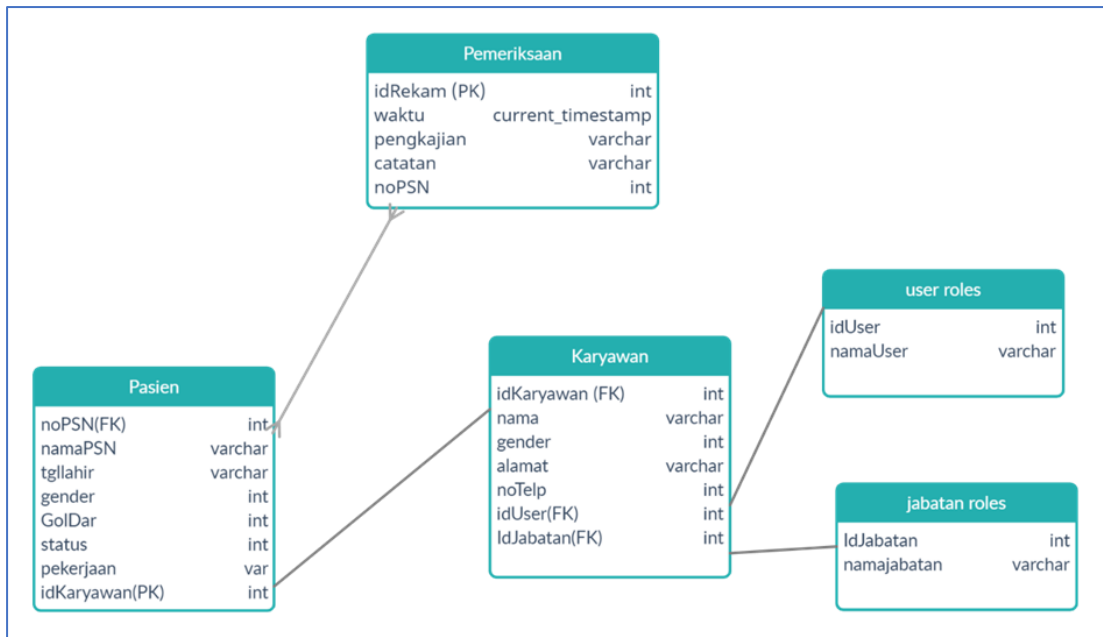 Pemeriksaan
idRekam (PK) int
waktu current_timestamp
pengkajian varchar
catatan varchar
noPSN int
user roles
idUser int
namaUser varchar
Karyawan
idKaryawan (FK) int
nama varchar
gender int
alamat varchar
noTelp int
idUser(FK) int
IdJabatan(FK) int
Pasien
noPSN(FK) int
namaPSN varchar
tgllahir varchar
gender int
GolDar int
status int
pekerjaan var
idKaryawan(PK) int
jabatan roles
IdJabatan int
namajabatan varchar